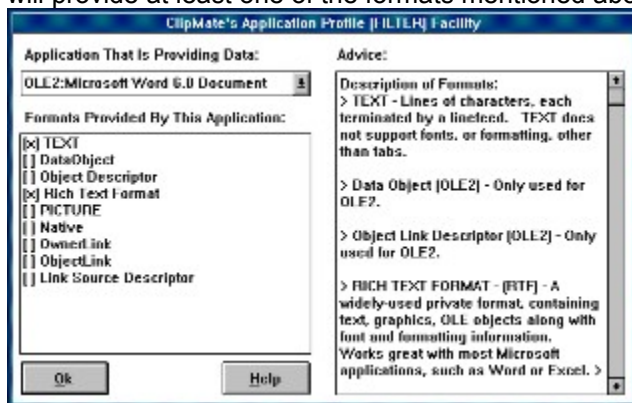 will provide at least one of the formats mentioned abo
ClipMate's Application Profile (FILTER) Facility
Application That Is Providing Data:
OLE2:Microsoft Word 6.0 Document
Formats Provided By This Application:
[x] TEXT
[ ] DataObject
[ ] Object Descriptor
[x] Rich Text Format
[ ] PICTURE
[ ] Native
[ ] OwnerLink
[ ] ObjectLink
[ ] Link Source Descriptor
Ok
Help
Advice:
Description of Formats:
> TEXT - Lines of characters, each
terminated by a linefeed. TEXT does
not support fonts, or formatting, other
than tabs.
> Data Object (OLE2) - Only used for
OLE2.
> Object Link Descriptor (OLE2) - Only
used for OLE2.
> RICH TEXT FORMAT - (RTF) - A
widely-used private format, containing
text, graphics, OLE objects along with
font and formatting information.
Works great with most Microsoft
applications, such as Word or Excel. >